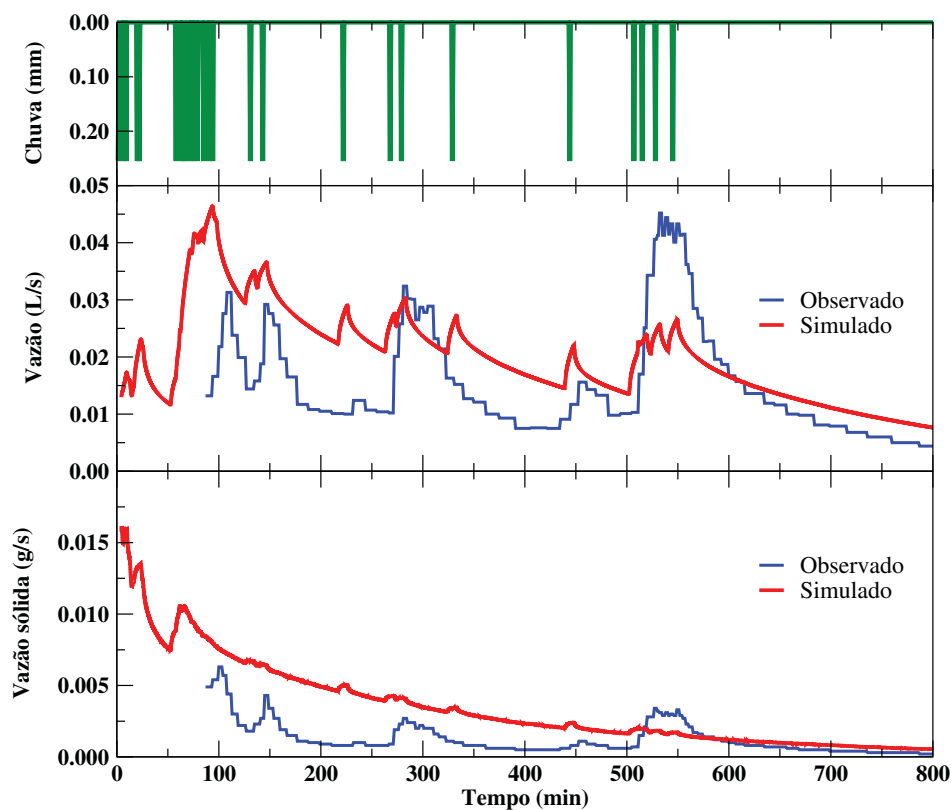 Chuva (mm)
0.00
0.10
0.20
Vazão (L/s)
0.05
0.04
0.03
0.02
0.01
0.00
Observado
Simulado
Vazão sólida (g/s)
0.015
0.010
0.005
0.000
Observado
Simulado
0 100 200 300 400 500 600 700 800
Tempo (min)